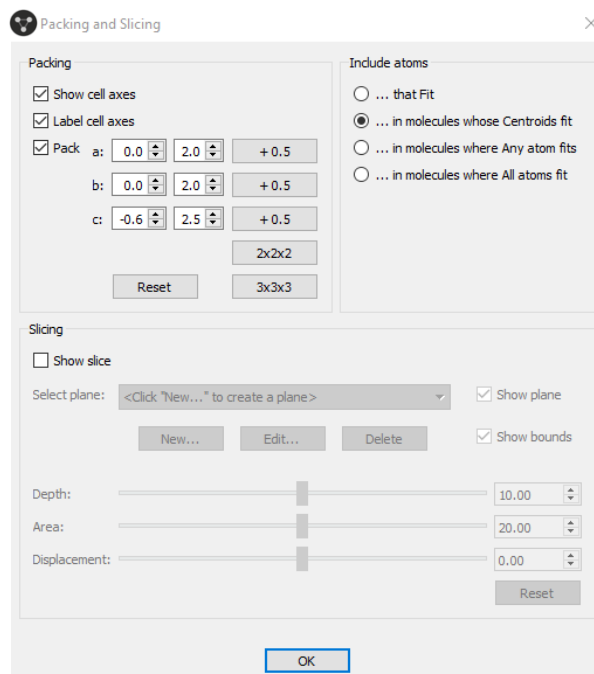 Packing and Slicing
Packing
Show cell axes
Label cell axes
Pack a: 0.0 2.0 +0.5
b: 0.0 2.0 +0.5
c: -0.6 2.5 +0.5
2x2x2
Reset 3x3x3
Include atoms
... that Fit
... in molecules whose Centroids fit
... in molecules where Any atom fits
... in molecules where All atoms fit
Slicing
Show slice
Select plane: <Click "New..." to create a plane> Show plane
New... Edit... Delete Show bounds
Depth: 10.00
Area: 20.00
Displacement: 0.00
Reset
OK